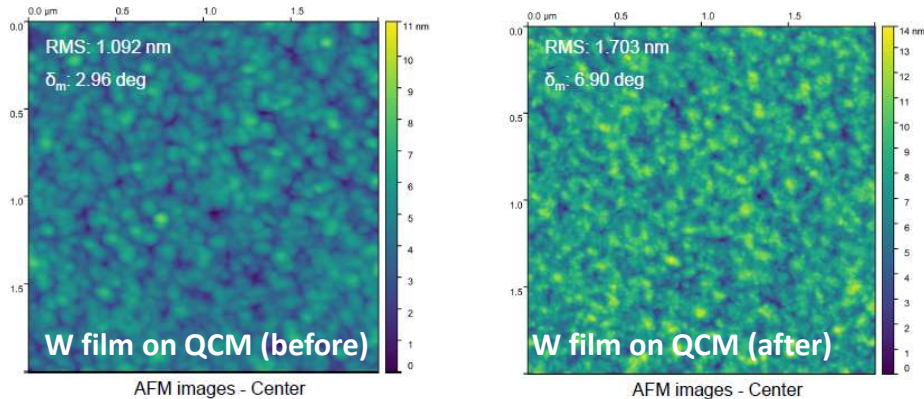 0.0 μm 0.5 1.0 1.5
0.0
0.5
1.0
1.5
RMS: 1.092 nm
δm: 2.96 deg
W film on QCM (before)
11 nm
10
9
8
7
6
5
4
3
2
1
0
AFM images - Center
0.0 μm 0.5 1.0 1.5
0.0
0.5
1.0
1.5
RMS: 1.703 nm
δm: 6.90 deg
W film on QCM (after)
14 nm
13
12
11
10
9
8
7
6
5
4
3
2
1
0
AFM images - Center